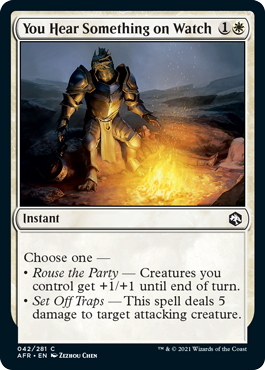 You Hear Something on Watch 1
Instant
Choose one —
• Rouse the Party — Creatures you
control get +1/+1 until end of turn.
• Set Off Traps — This spell deals 5
damage to target attacking creature.
042/281 C
AFR • EN Zezhou Chen
™ & © 2021 Wizards of the Coast